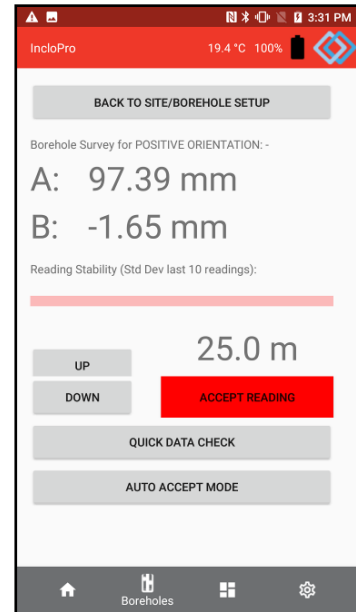 3:31 PM
IncloPro 19.4 °C 100%
BACK TO SITE/BOREHOLE SETUP
Borehole Survey for POSITIVE ORIENTATION: -
A: 97.39 mm
B: -1.65 mm
Reading Stability (Std Dev last 10 readings):
25.0 m
UP
DOWN ACCEPT READING
QUICK DATA CHECK
AUTO ACCEPT MODE
Boreholes